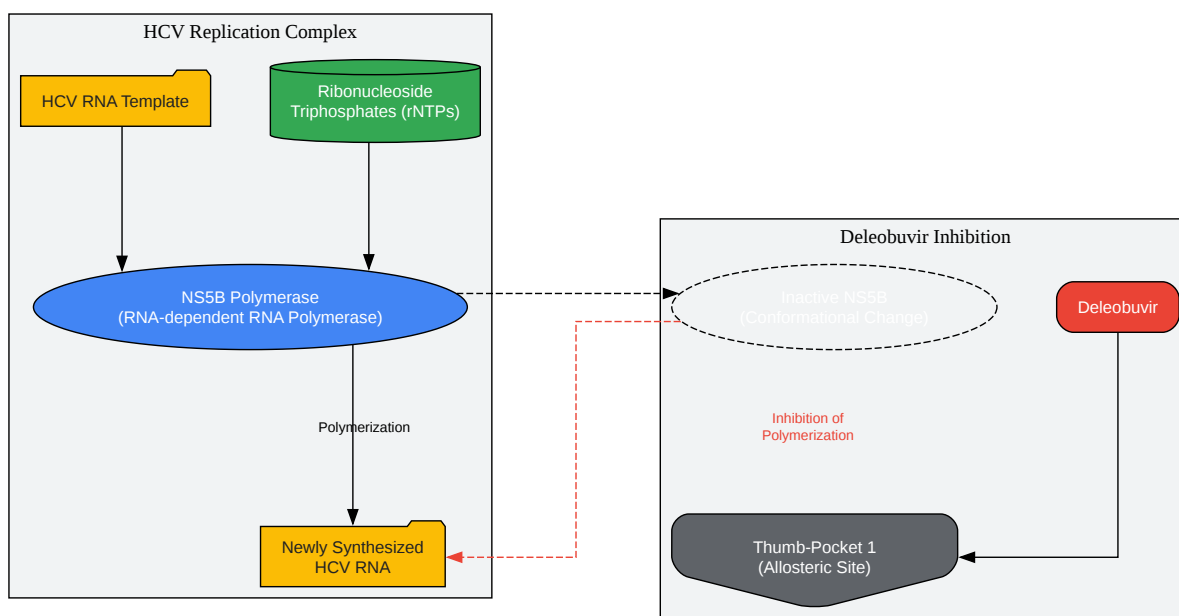 HCV Replication Complex
HCV RNA Template
Ribonucleoside
Triphosphates (rNTPs)
NS5B Polymerase
(RNA-dependent RNA Polymerase)
Polymerization
Newly Synthesized
HCV RNA
Deleobuvir Inhibition
Inactive NS5B
(Conformational Change)
Deleobuvir
Inhibition of
Polymerization
Thumb-Pocket 1
(Allosteric Site)